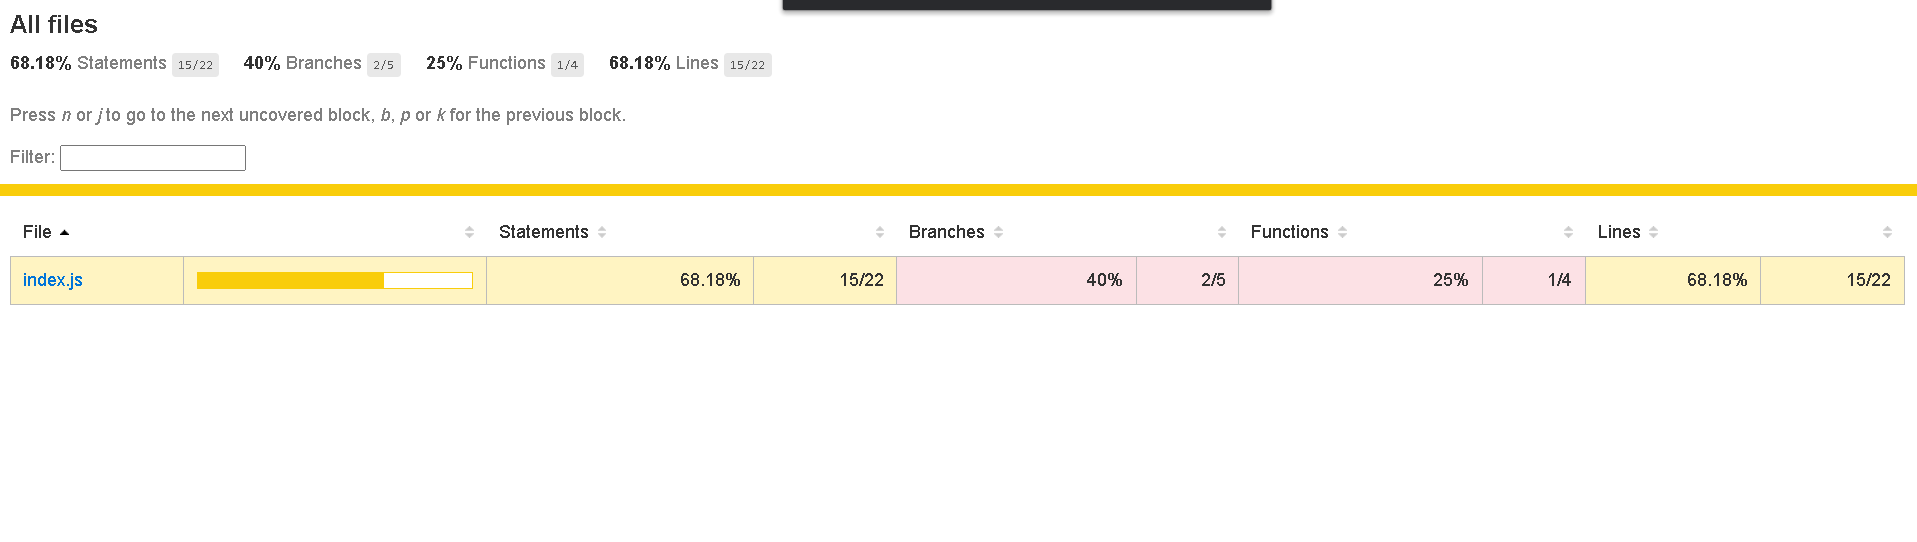 All files
68.18% Statements 15/22 40% Branches 2/5 25% Functions 1/4 68.18% Lines 15/22
Press n or j to go to the next uncovered block, b, p or k for the previous block.
Filter:
File Statements Branches Functions Lines
index.js 68.18% 15/22 40% 2/5 25% 1/4 68.18% 15/22